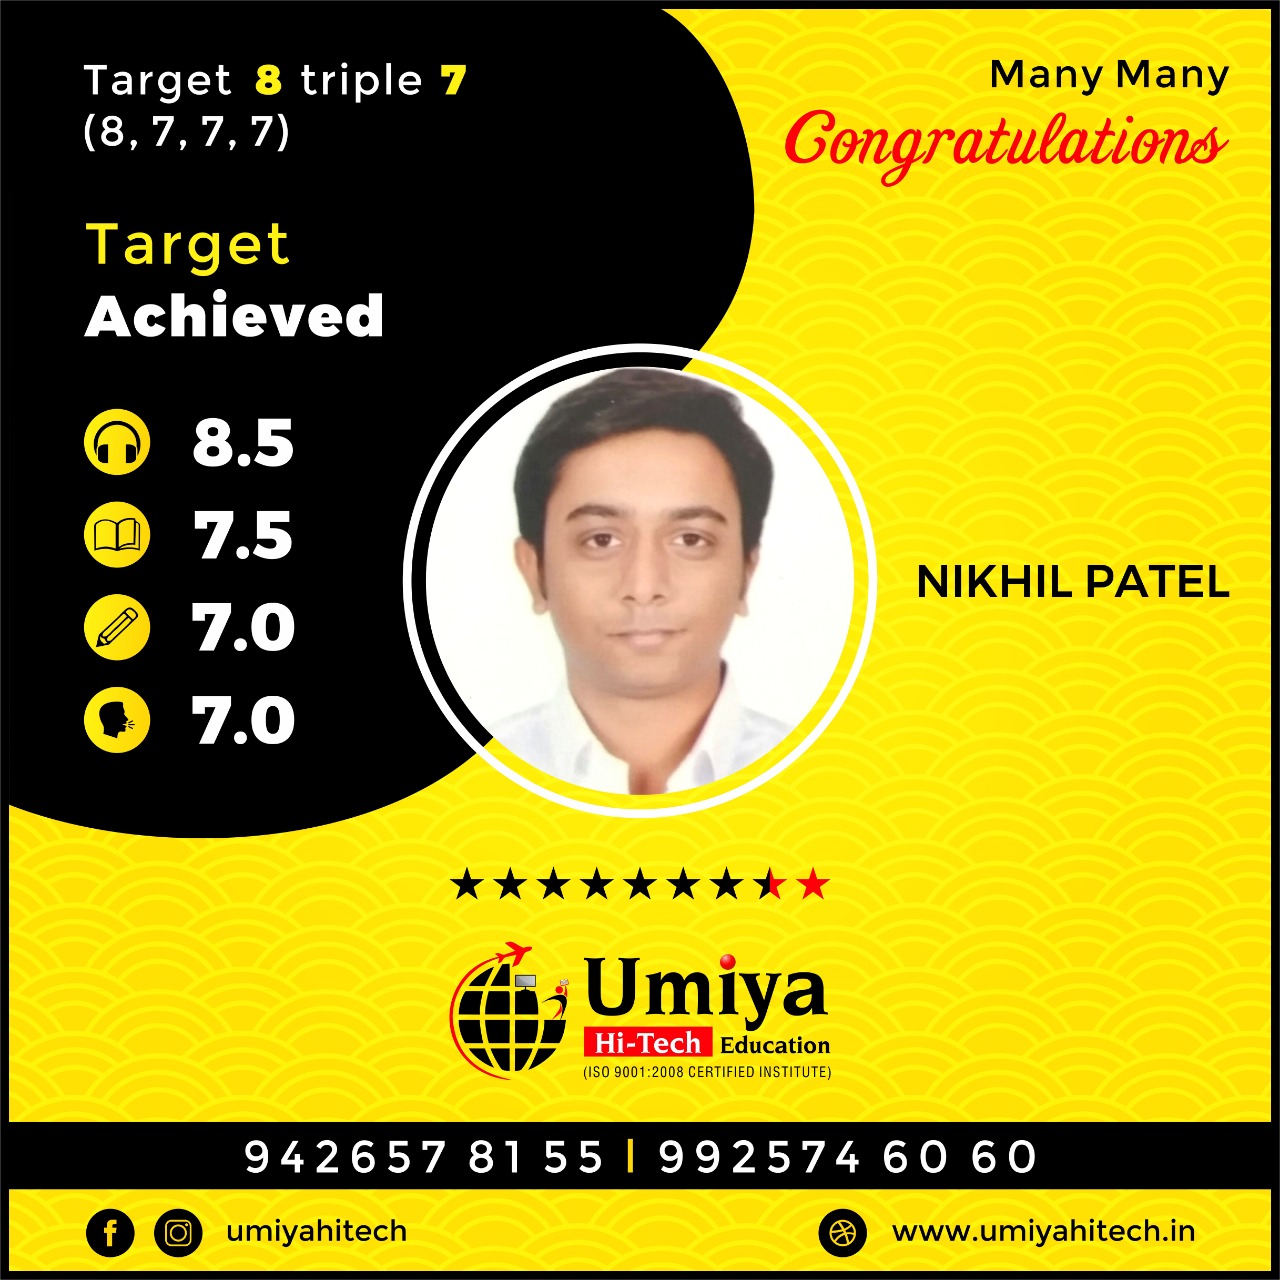 Target 8 triple 7
(8, 7, 7, 7)
Many Many
Congratulations
Target
Achieved
8.5
7.5
7.0
7.0
NIKHIL PATEL
Umiya
Hi-Tech Education
(ISO 9001:2008 CERTIFIED INSTITUTE)
942657 81 55 | 992574 60 60
umiyahitech
www.umiyahitech.in